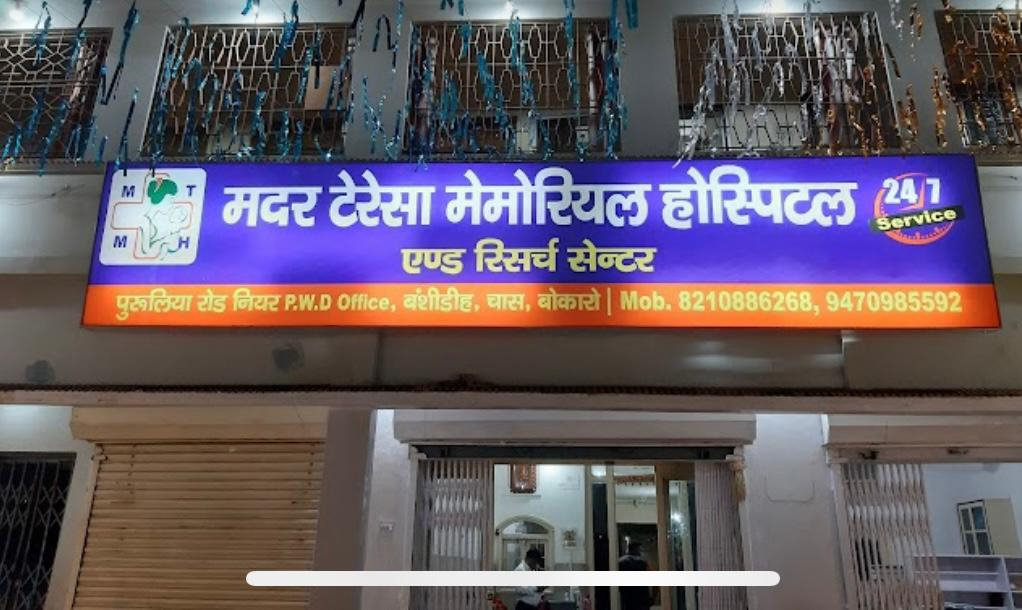 M T
M H
मदर टेरेसा मेमोरियल होस्पिटल
24/7
Service
एण्ड रिसर्च सेन्टर
पुरूलिया रोड नियर P.W.D Office, बंशीडीह, चास, बोकारो | Mob. 8210886268, 9470985592